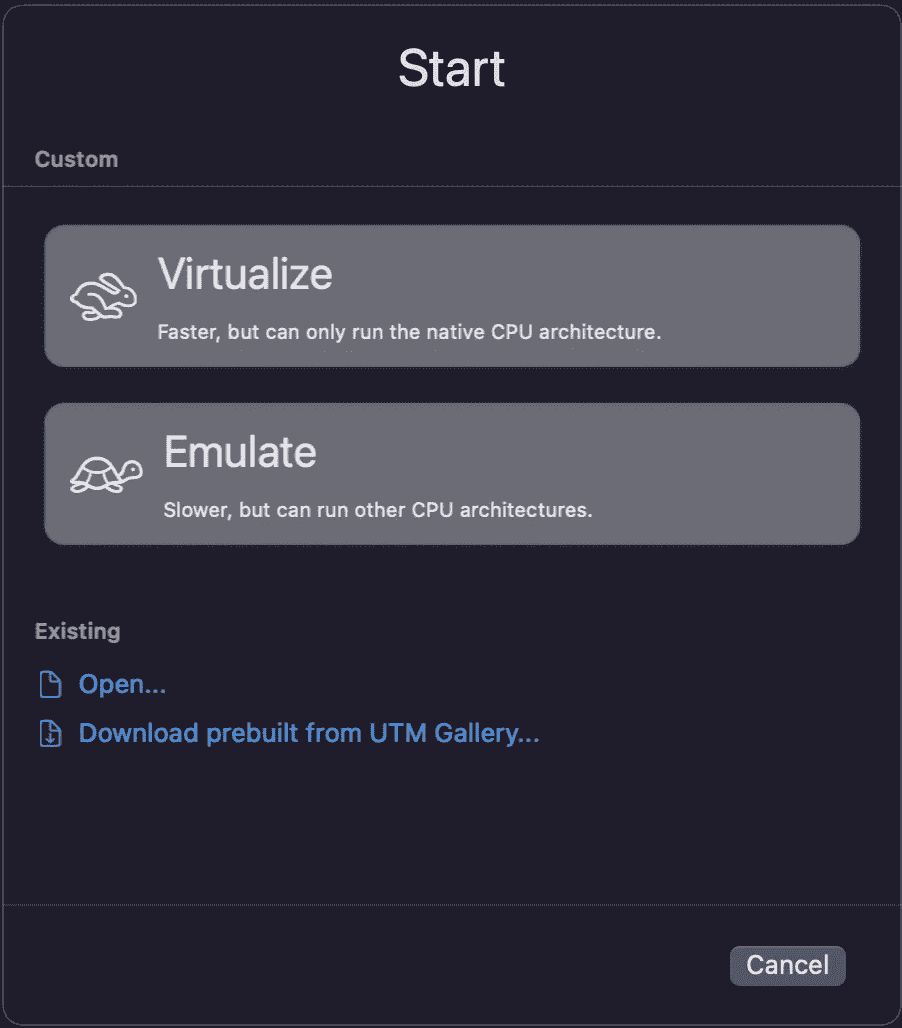 Start
Custom
Virtualize
Faster, but can only run the native CPU architecture.
Emulate
Slower, but can run other CPU architectures.
Existing
Open...
Download prebuilt from UTM Gallery...
Cancel